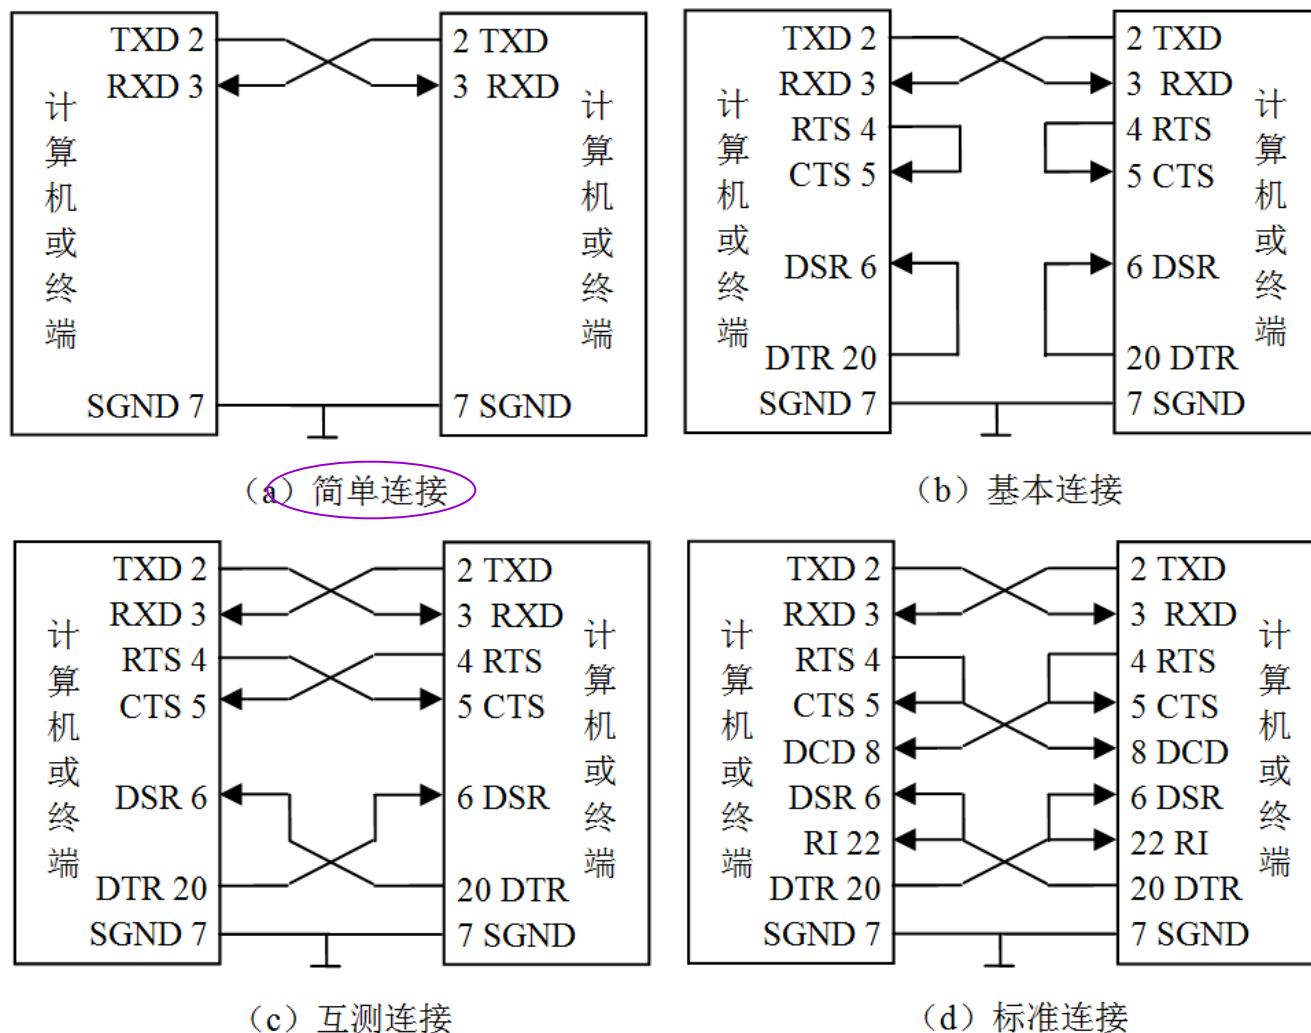 TXD 2
2 TXD
RXD 3
3 RXD
计算机或终端
计算机或终端
SGND 7
7 SGND
（a）简单连接
TXD 2
2 TXD
RXD 3
3 RXD
RTS 4
4 RTS
CTS 5
5 CTS
计算机或终端
计算机或终端
DSR 6
6 DSR
DTR 20
20 DTR
SGND 7
7 SGND
（b）基本连接
TXD 2
2 TXD
RXD 3
3 RXD
RTS 4
4 RTS
CTS 5
5 CTS
计算机或终端
计算机或终端
DSR 6
6 DSR
DTR 20
20 DTR
SGND 7
7 SGND
（c）互测连接
TXD 2
2 TXD
RXD 3
3 RXD
RTS 4
4 RTS
CTS 5
5 CTS
DCD 8
8 DCD
计算机或终端
计算机或终端
DSR 6
6 DSR
RI 22
22 RI
DTR 20
20 DTR
SGND 7
7 SGND
（d）标准连接